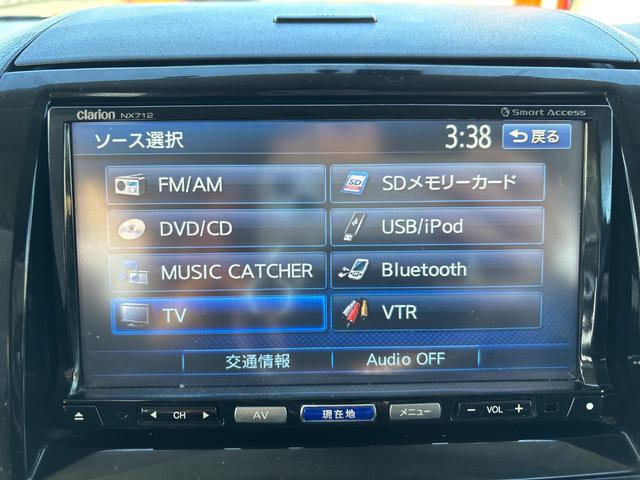 clarion NX712 Smart Access
ソース選択 3:38 戻る
FM/AM SDメモリーカード
DVD/CD USB/iPod
MUSIC CATCHER Bluetooth
TV VTR
交通情報 Audio OFF
CH AV 現在地 メニュー − VOL +